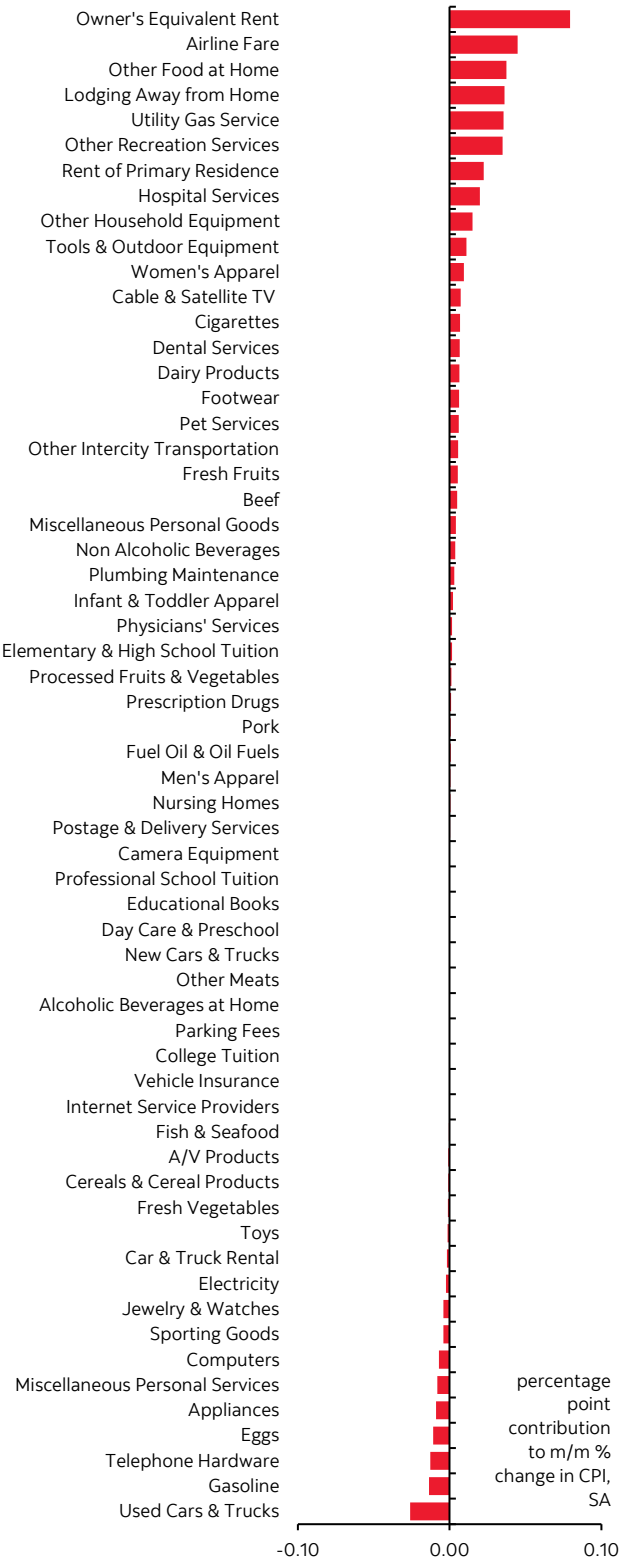 Owner's Equivalent Rent
Airline Fare
Other Food at Home
Lodging Away from Home
Utility Gas Service
Other Recreation Services
Rent of Primary Residence
Hospital Services
Other Household Equipment
Tools & Outdoor Equipment
Women's Apparel
Cable & Satellite TV
Cigarettes
Dental Services
Dairy Products
Footwear
Pet Services
Other Intercity Transportation
Fresh Fruits
Beef
Miscellaneous Personal Goods
Non Alcoholic Beverages
Plumbing Maintenance
Infant & Toddler Apparel
Physicians' Services
Elementary & High School Tuition
Processed Fruits & Vegetables
Prescription Drugs
Pork
Fuel Oil & Oil Fuels
Men's Apparel
Nursing Homes
Postage & Delivery Services
Camera Equipment
Professional School Tuition
Educational Books
Day Care & Preschool
New Cars & Trucks
Other Meats
Alcoholic Beverages at Home
Parking Fees
College Tuition
Vehicle Insurance
Internet Service Providers
Fish & Seafood
A/V Products
Cereals & Cereal Products
Fresh Vegetables
Toys
Car & Truck Rental
Electricity
Jewelry & Watches
Sporting Goods
Computers
Miscellaneous Personal Services
Appliances
Eggs
Telephone Hardware
Gasoline
Used Cars & Trucks
percentage
point
contribution
to m/m %
change in CPI,
SA
-0.10
0.00
0.10